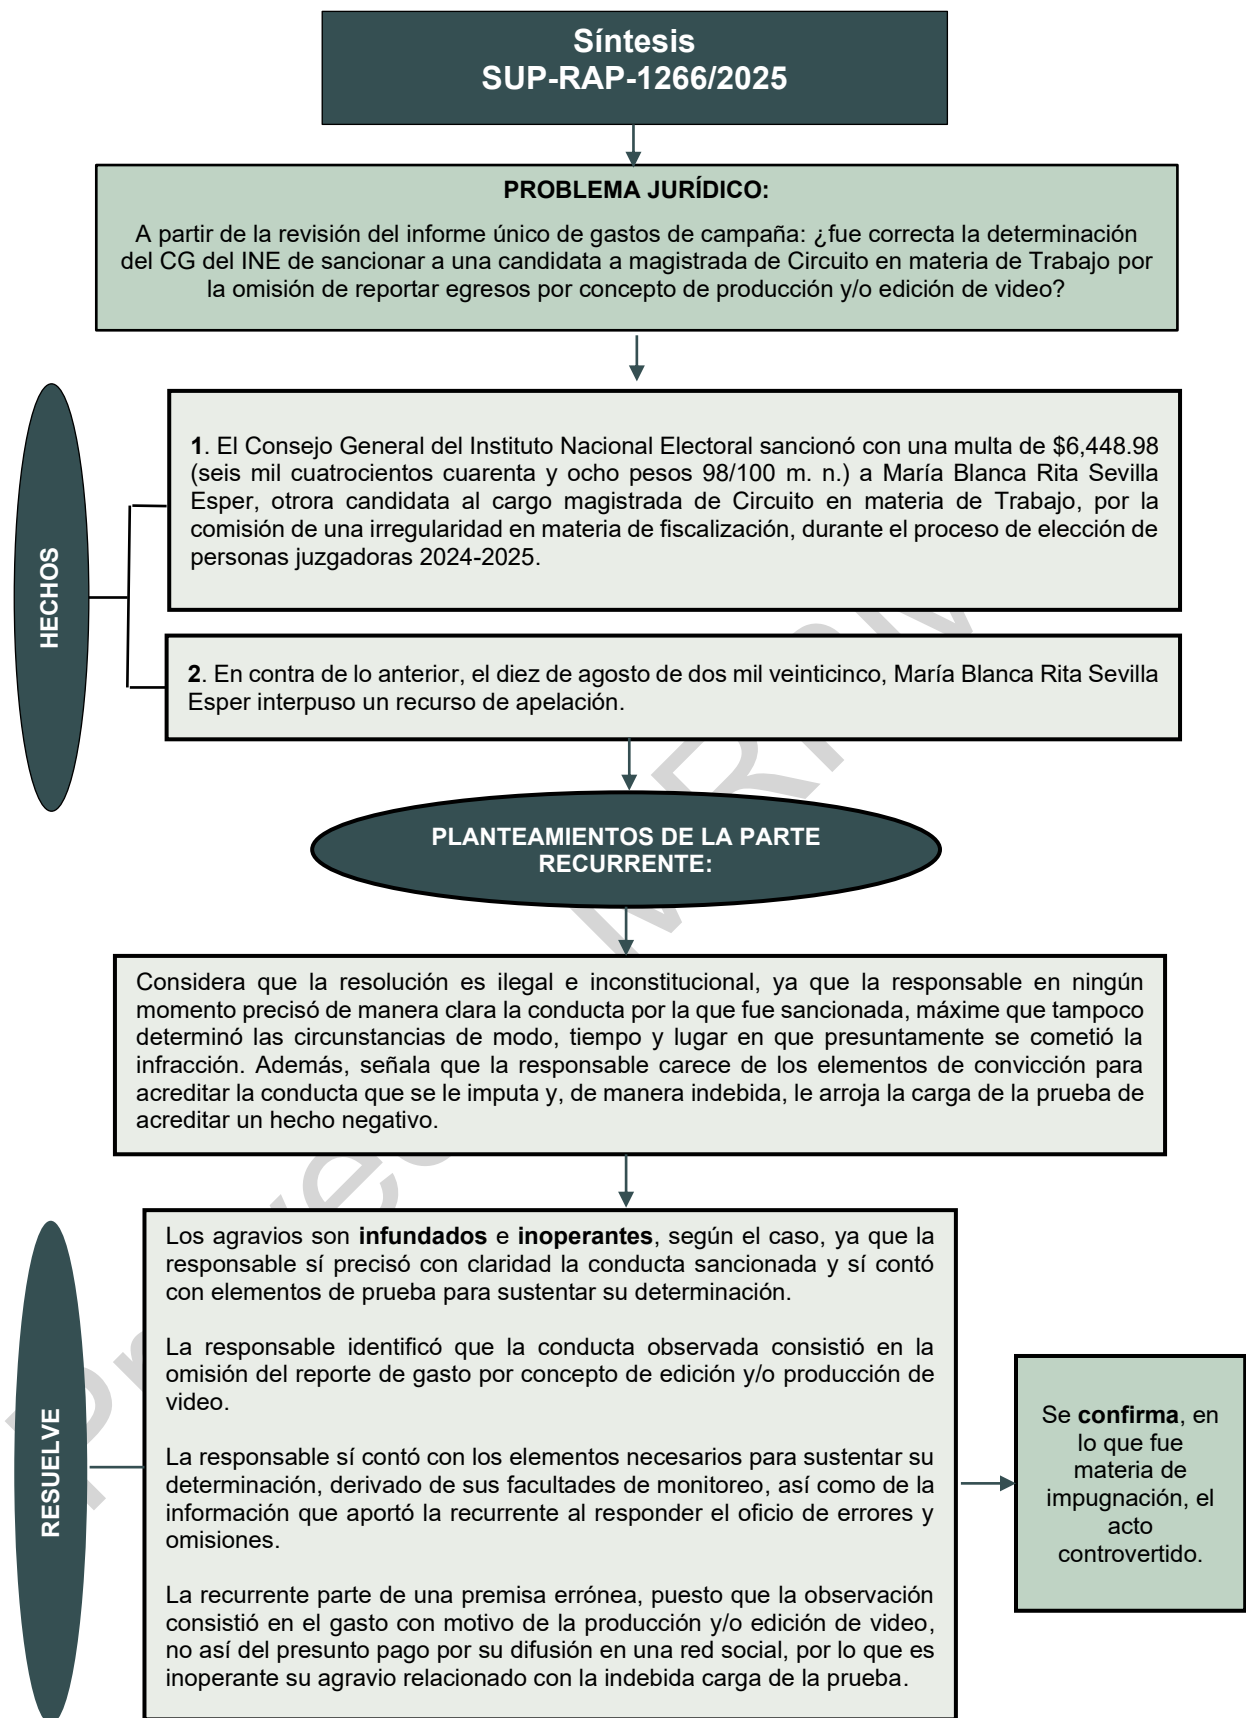 Síntesis
SUP-RAP-1266/2025
PROBLEMA JURÍDICO:
A partir de la revisión del informe único de gastos de campaña: ¿fue correcta la determinación
del CG del INE de sancionar a una candidata a magistrada de Circuito en materia de Trabajo por
la omisión de reportar egresos por concepto de producción y/o edición de video?
HECHOS
1. El Consejo General del Instituto Nacional Electoral sancionó con una multa de $6,448.98
(seis mil cuatrocientos cuarenta y ocho pesos 98/100 m. n.) a María Blanca Rita Sevilla
Esper, otrora candidata al cargo magistrada de Circuito en materia de Trabajo, por la
comisión de una irregularidad en materia de fiscalización, durante el proceso de elección de
personas juzgadoras 2024-2025.
2. En contra de lo anterior, el diez de agosto de dos mil veinticinco, María Blanca Rita Sevilla
Esper interpuso un recurso de apelación.
PLANTEAMIENTOS DE LA PARTE
RECURRENTE:
Considera que la resolución es ilegal e inconstitucional, ya que la responsable en ningún
momento precisó de manera clara la conducta por la que fue sancionada, máxime que tampoco
determinó las circunstancias de modo, tiempo y lugar en que presuntamente se cometió la
infracción. Además, señala que la responsable carece de los elementos de convicción para
acreditar la conducta que se le imputa y, de manera indebida, le arroja la carga de la prueba de
acreditar un hecho negativo.
RESUELVE
Los agravios son infundados e inoperantes, según el caso, ya que la
responsable sí precisó con claridad la conducta sancionada y sí contó
con elementos de prueba para sustentar su determinación.
La responsable identificó que la conducta observada consistió en la
omisión del reporte de gasto por concepto de edición y/o producción de
video.
La responsable sí contó con los elementos necesarios para sustentar su
determinación, derivado de sus facultades de monitoreo, así como de la
información que aportó la recurrente al responder el oficio de errores y
omisiones.
La recurrente parte de una premisa errónea, puesto que la observación
consistió en el gasto con motivo de la producción y/o edición de video,
no así del presunto pago por su difusión en una red social, por lo que es
inoperante su agravio relacionado con la indebida carga de la prueba.
Se confirma, en
lo que fue
materia de
impugnación, el
acto
controvertido.